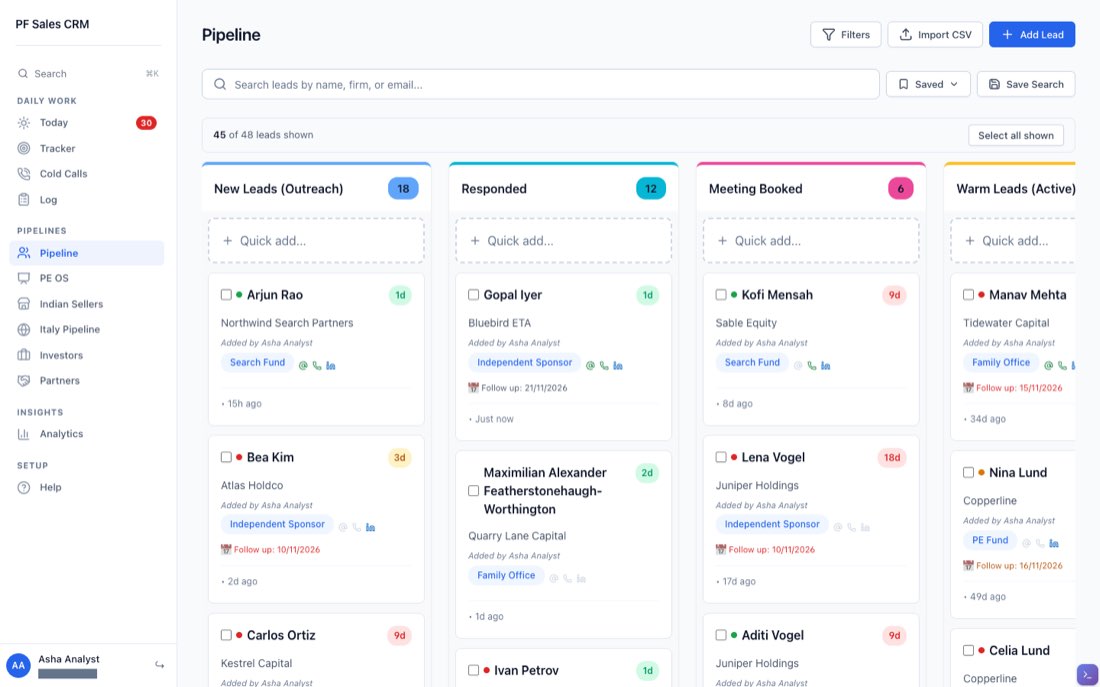 PF Sales CRM
Search ⌘K
DAILY WORK
Today 30
Tracker
Cold Calls
Log
PIPELINES
Pipeline
PE OS
Indian Sellers
Italy Pipeline
Investors
Partners
INSIGHTS
Analytics
SETUP
Help
AA Asha Analyst
Pipeline
Filters
Import CSV
+ Add Lead
Search leads by name, firm, or email...
Saved
Save Search
45 of 48 leads shown
Select all shown
New Leads (Outreach) 18
+ Quick add...
Arjun Rao 1d
Northwind Search Partners
Added by Asha Analyst
Search Fund @ in
• 15h ago
Bea Kim 3d
Atlas Holdco
Added by Asha Analyst
Independent Sponsor @ in
Follow up: 10/11/2026
• 2d ago
Carlos Ortiz 9d
Kestrel Capital
Added by Asha Analyst
Responded 12
+ Quick add...
Gopal Iyer 1d
Bluebird ETA
Added by Asha Analyst
Independent Sponsor @ in
Follow up: 21/11/2026
• Just now
Maximilian Alexander 2d
Featherstonehaugh-
Worthington
Quarry Lane Capital
Added by Asha Analyst
Family Office @ in
• 1d ago
Ivan Petrov 1d
Meeting Booked 6
+ Quick add...
Kofi Mensah 9d
Sable Equity
Added by Asha Analyst
Search Fund @ in
• 8d ago
Lena Vogel 18d
Juniper Holdings
Added by Asha Analyst
Independent Sponsor @ in
Follow up: 10/11/2026
• 17d ago
Aditi Vogel 9d
Juniper Holdings
Added by Asha Analyst
Warm Leads (Active)
+ Quick add...
Manav Mehta
Tidewater Capital
Added by Asha Analyst
Family Office @
Follow up: 15/11/2026
• 34d ago
Nina Lund
Copperline
Added by Asha Analyst
PE Fund @ in
Follow up: 16/11/2026
• 49d ago
Celia Lund
Copperline
Added by Asha Analyst